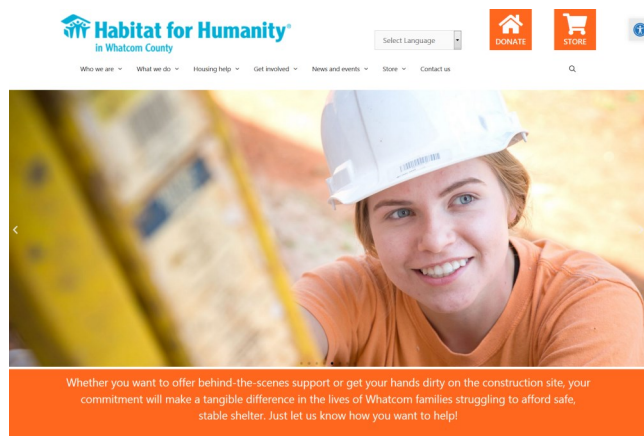 Habitat for Humanity®
in Whatcom County
Select Language
DONATE
STORE
Who we are
What we do
Housing help
Get involved
News and events
Store
Contact us
Whether you want to offer behind-the-scenes support or get your hands dirty on the construction site, your
commitment will make a tangible difference in the lives of Whatcom families struggling to afford safe,
stable shelter. Just let us know how you want to help!